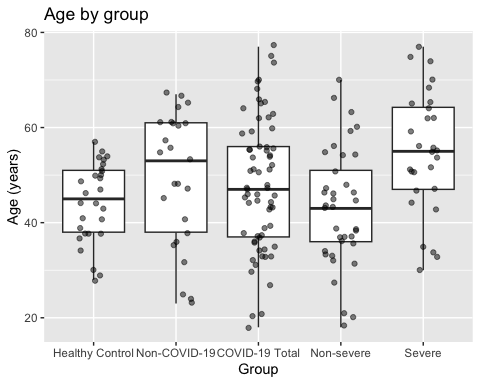 Age by group
Age (years)
80
60
40
20
Healthy Control Non-COVID-19 COVID-19 Total Non-severe Severe
Group